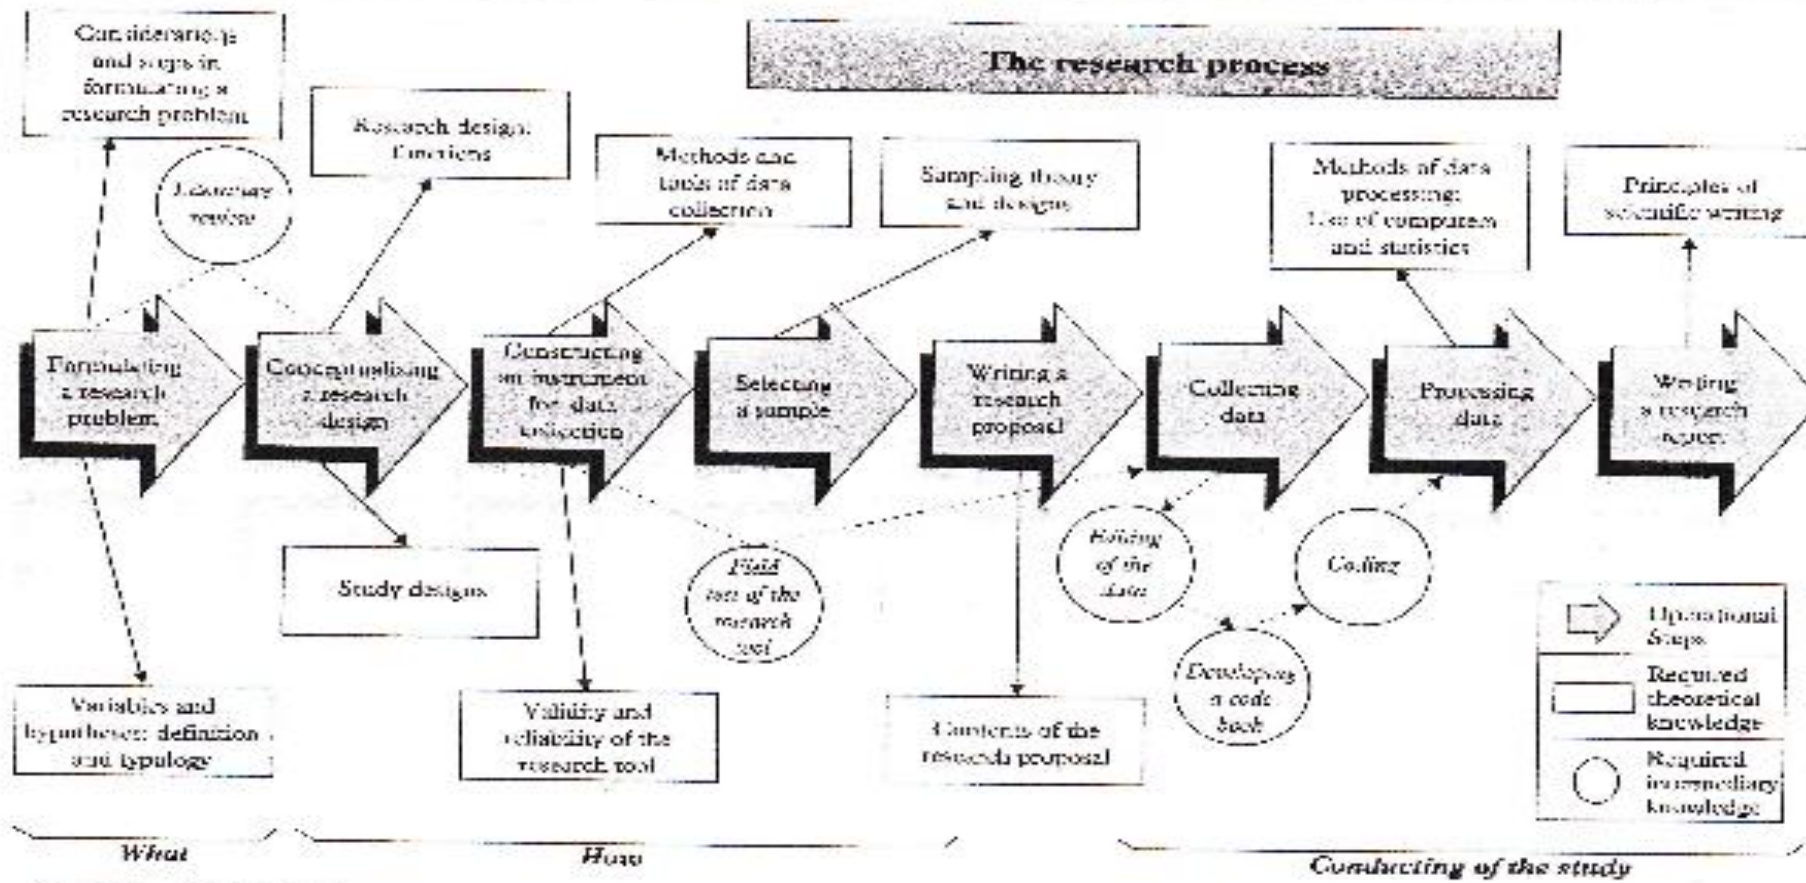 The research process
Considerations
and steps in
formulating a
research problem
Literary
review
Research design:
functions
Methods and
tools of data
collection
Sampling theory
and designs
Methods of data
processing:
Use of computers
and statistics
Principles of
scientific writing
Formulating
a research
problem
Conceptualising
a research
design
Constructing
an instrument
for data
collection
Selecting
a sample
Writing a
research
proposal
Collecting
data
Processing
data
Writing
a research
report
Study designs
Field
test of the
research
tool
of the
data
Coding
Developing
a code
book
Variables and
hypotheses: definition
and typology
Validity and
reliability of the
research tool
Contents of the
research proposal
Operational
Steps
Required
theoretical
knowledge
Required
intermediary
knowledge
What
How
Conducting of the study